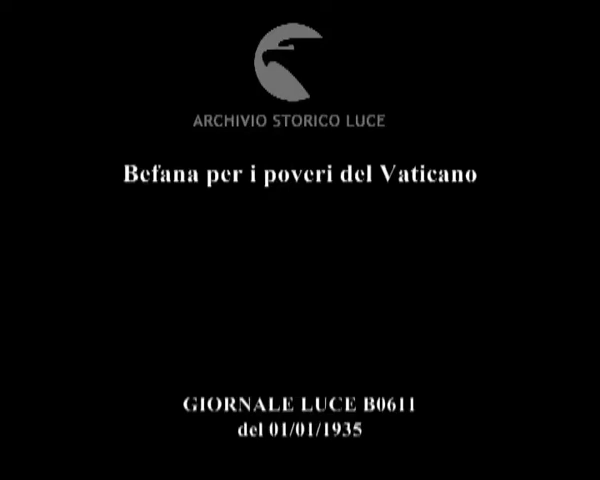 ARCHIVIO STORICO LUCE
Befana per i poveri del Vaticano
GIORNALE LUCE B0611
del 01/01/1935